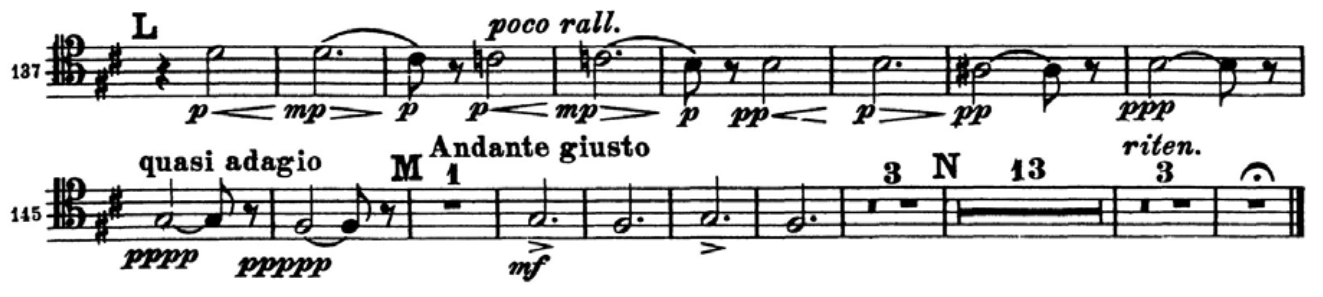 L poco rall.
137
p mp p p mp p pp p pp ppp
quasi adagio M Andante giusto riten.
1 3 N 13 3
145
pppp ppppp mf